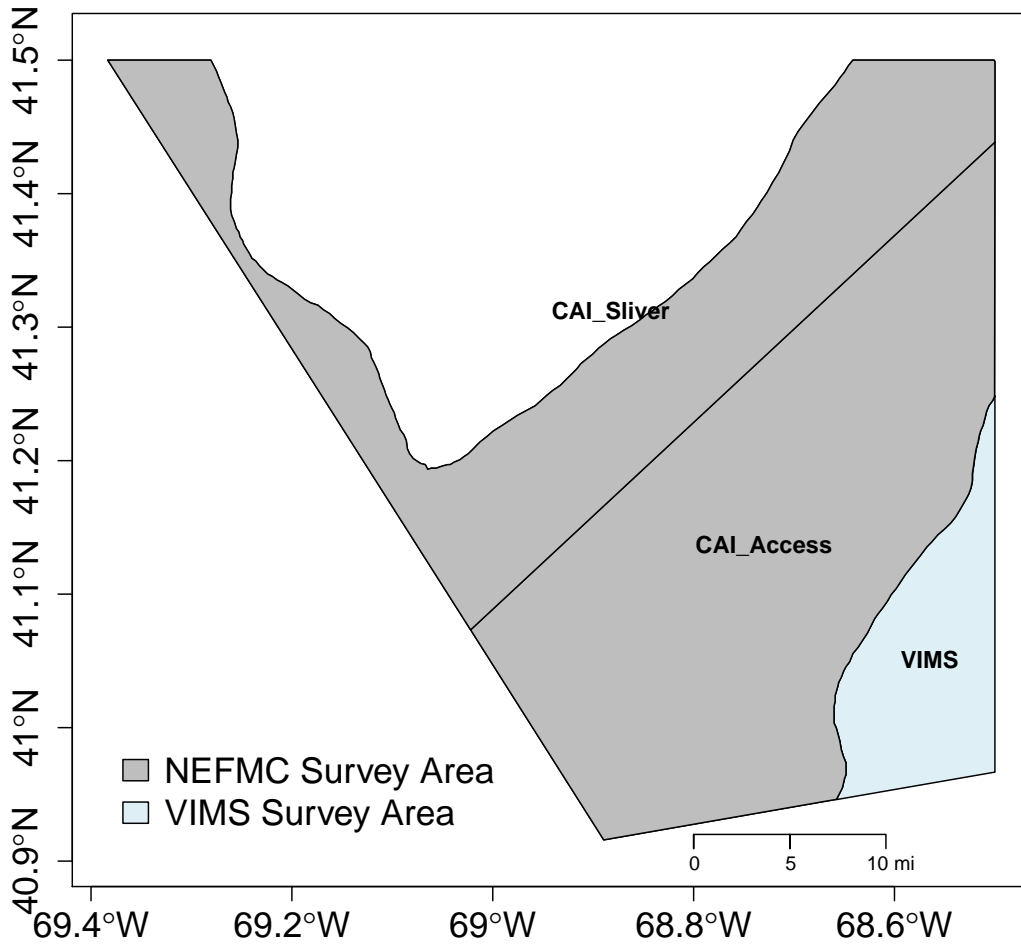 41.5°N
41.4°N
41.3°N
41.2°N
41.1°N
41°N
40.9°N
CAI_Sliver
CAI_Access
VIMS
NEFMC Survey Area
VIMS Survey Area
0 5 10 mi
69.4°W 69.2°W 69°W 68.8°W 68.6°W